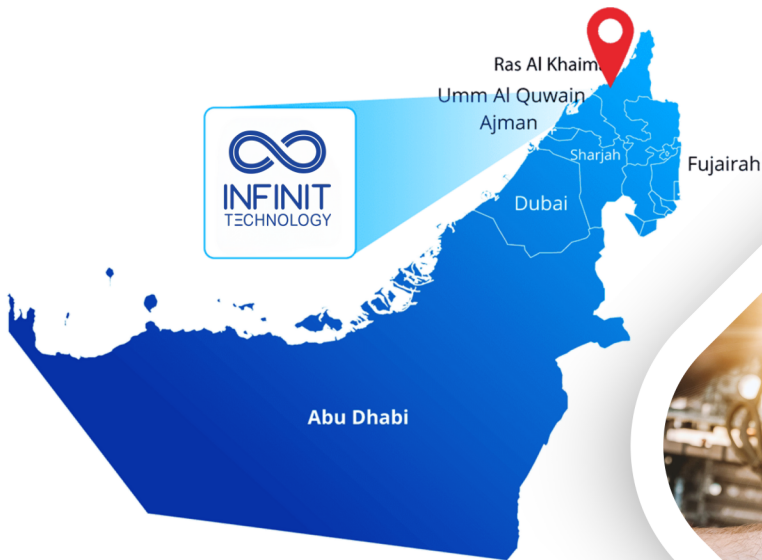 Ras Al Khaim
Umm Al Quwain
Ajman
Sharjah
Fujairah
Dubai
INFINIT
TECHNOLOGY
Abu Dhabi